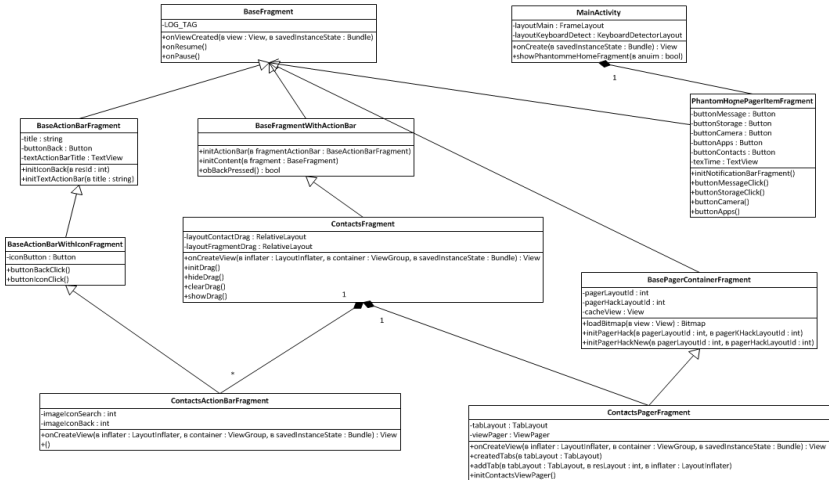 BaseFragment
-LOG_TAG
+onViewCreated(в view : View, в savedInstanceState : Bundle)
+onResume()
+onPause()
MainActivity
-layoutMain : FrameLayout
-layoutKeyboardDetect : KeyboardDetectorLayout
+onCreate(в savedInstanceState : Bundle) : View
+showPhantommeHomeFragment(в anuim : bool)
1
PhantomHomePagerItemFragment
-buttonMessage : Button
-buttonStorage : Button
-buttonCamera : Button
-buttonApps : Button
-buttonContacts : Button
-texTime : TextView
+initNotificationBarFragment()
+buttonMessageClick()
+buttonStorageClick()
+buttonCamera()
+buttonApps()
BaseActionBarFragment
-title : string
-buttonBack : Button
-textActionBarTitle : TextView
+initIconBack(в resId : int)
+initTextActionBar(в title : string)
BaseFragmentWithActionBar
+initActionBar(в fragmentActionBar : BaseActionBarFragment)
+initContent(в fragment : BaseFragment)
+obBackPressed() : bool
ContactsFragment
-layoutContactDrag : RelativeLayout
-layoutFragmentDrag : RelativeLayout
+onCreateView(в inflater : LayoutInflater, в container : ViewGroup, в savedInstanceState : Bundle) : View
+initDrag()
+hideDrag()
+clearDrag()
+showDrag()
BaseActionBarWithIconFragment
-iconButton : Button
+buttonBackClick()
+buttonIconClick()
BasePagerContainerFragment
-pagerLayoutId : int
-pagerHackLayoutId : int
-cacheView : View
+loadBitmap(в view : View) : Bitmap
+initPagerHack(в pagerLayoutId : int, в pagerKHackLayoutId : int)
+initPagerHackNew(в pagerLayoutId : int, в pagerHackLayoutId : int)
1
1
*
ContactsActionBarFragment
-imageIconSearch : int
-imageIconBack : int
+onCreateView(в inflater : LayoutInflater, в container : ViewGroup, в savedInstanceState : Bundle) : View
+()
ContactsPagerFragment
-tabLayout : TabLayout
-viewPager : ViewPager
+onCreateView(в inflater : LayoutInflater, в container : ViewGroup, в savedInstanceState : Bundle) : View
+createdTabs(в tabLayout : TabLayout)
+addTab(в tabLayout : TabLayout, в resLayout : int, в inflater : LayoutInflater)
+initContactsViewPager()